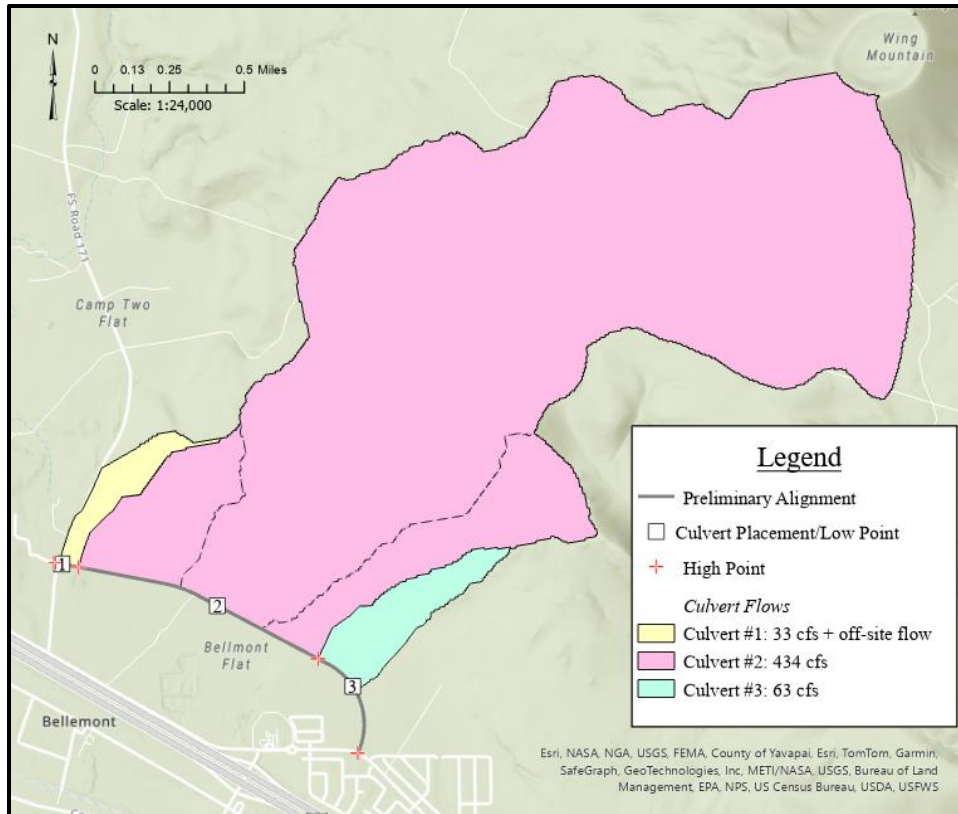 Wing
Mountain
N
0 0.13 0.25 0.5 Miles
Scale: 1:24,000
FS Road 171
Camp Two
Flat
1
2
3
Bellmont
Flat
Bellemont
Legend
Preliminary Alignment
Culvert Placement/Low Point
High Point
Culvert Flows
Culvert #1: 33 cfs + off-site flow
Culvert #2: 434 cfs
Culvert #3: 63 cfs
Esri, NASA, NGA, USGS, FEMA, County of Yavapai, Esri, TomTom, Garmin,
SafeGraph, GeoTechnologies, Inc, METI/NASA, USGS, Bureau of Land
Management, EPA, NPS, US Census Bureau, USDA, USFWS